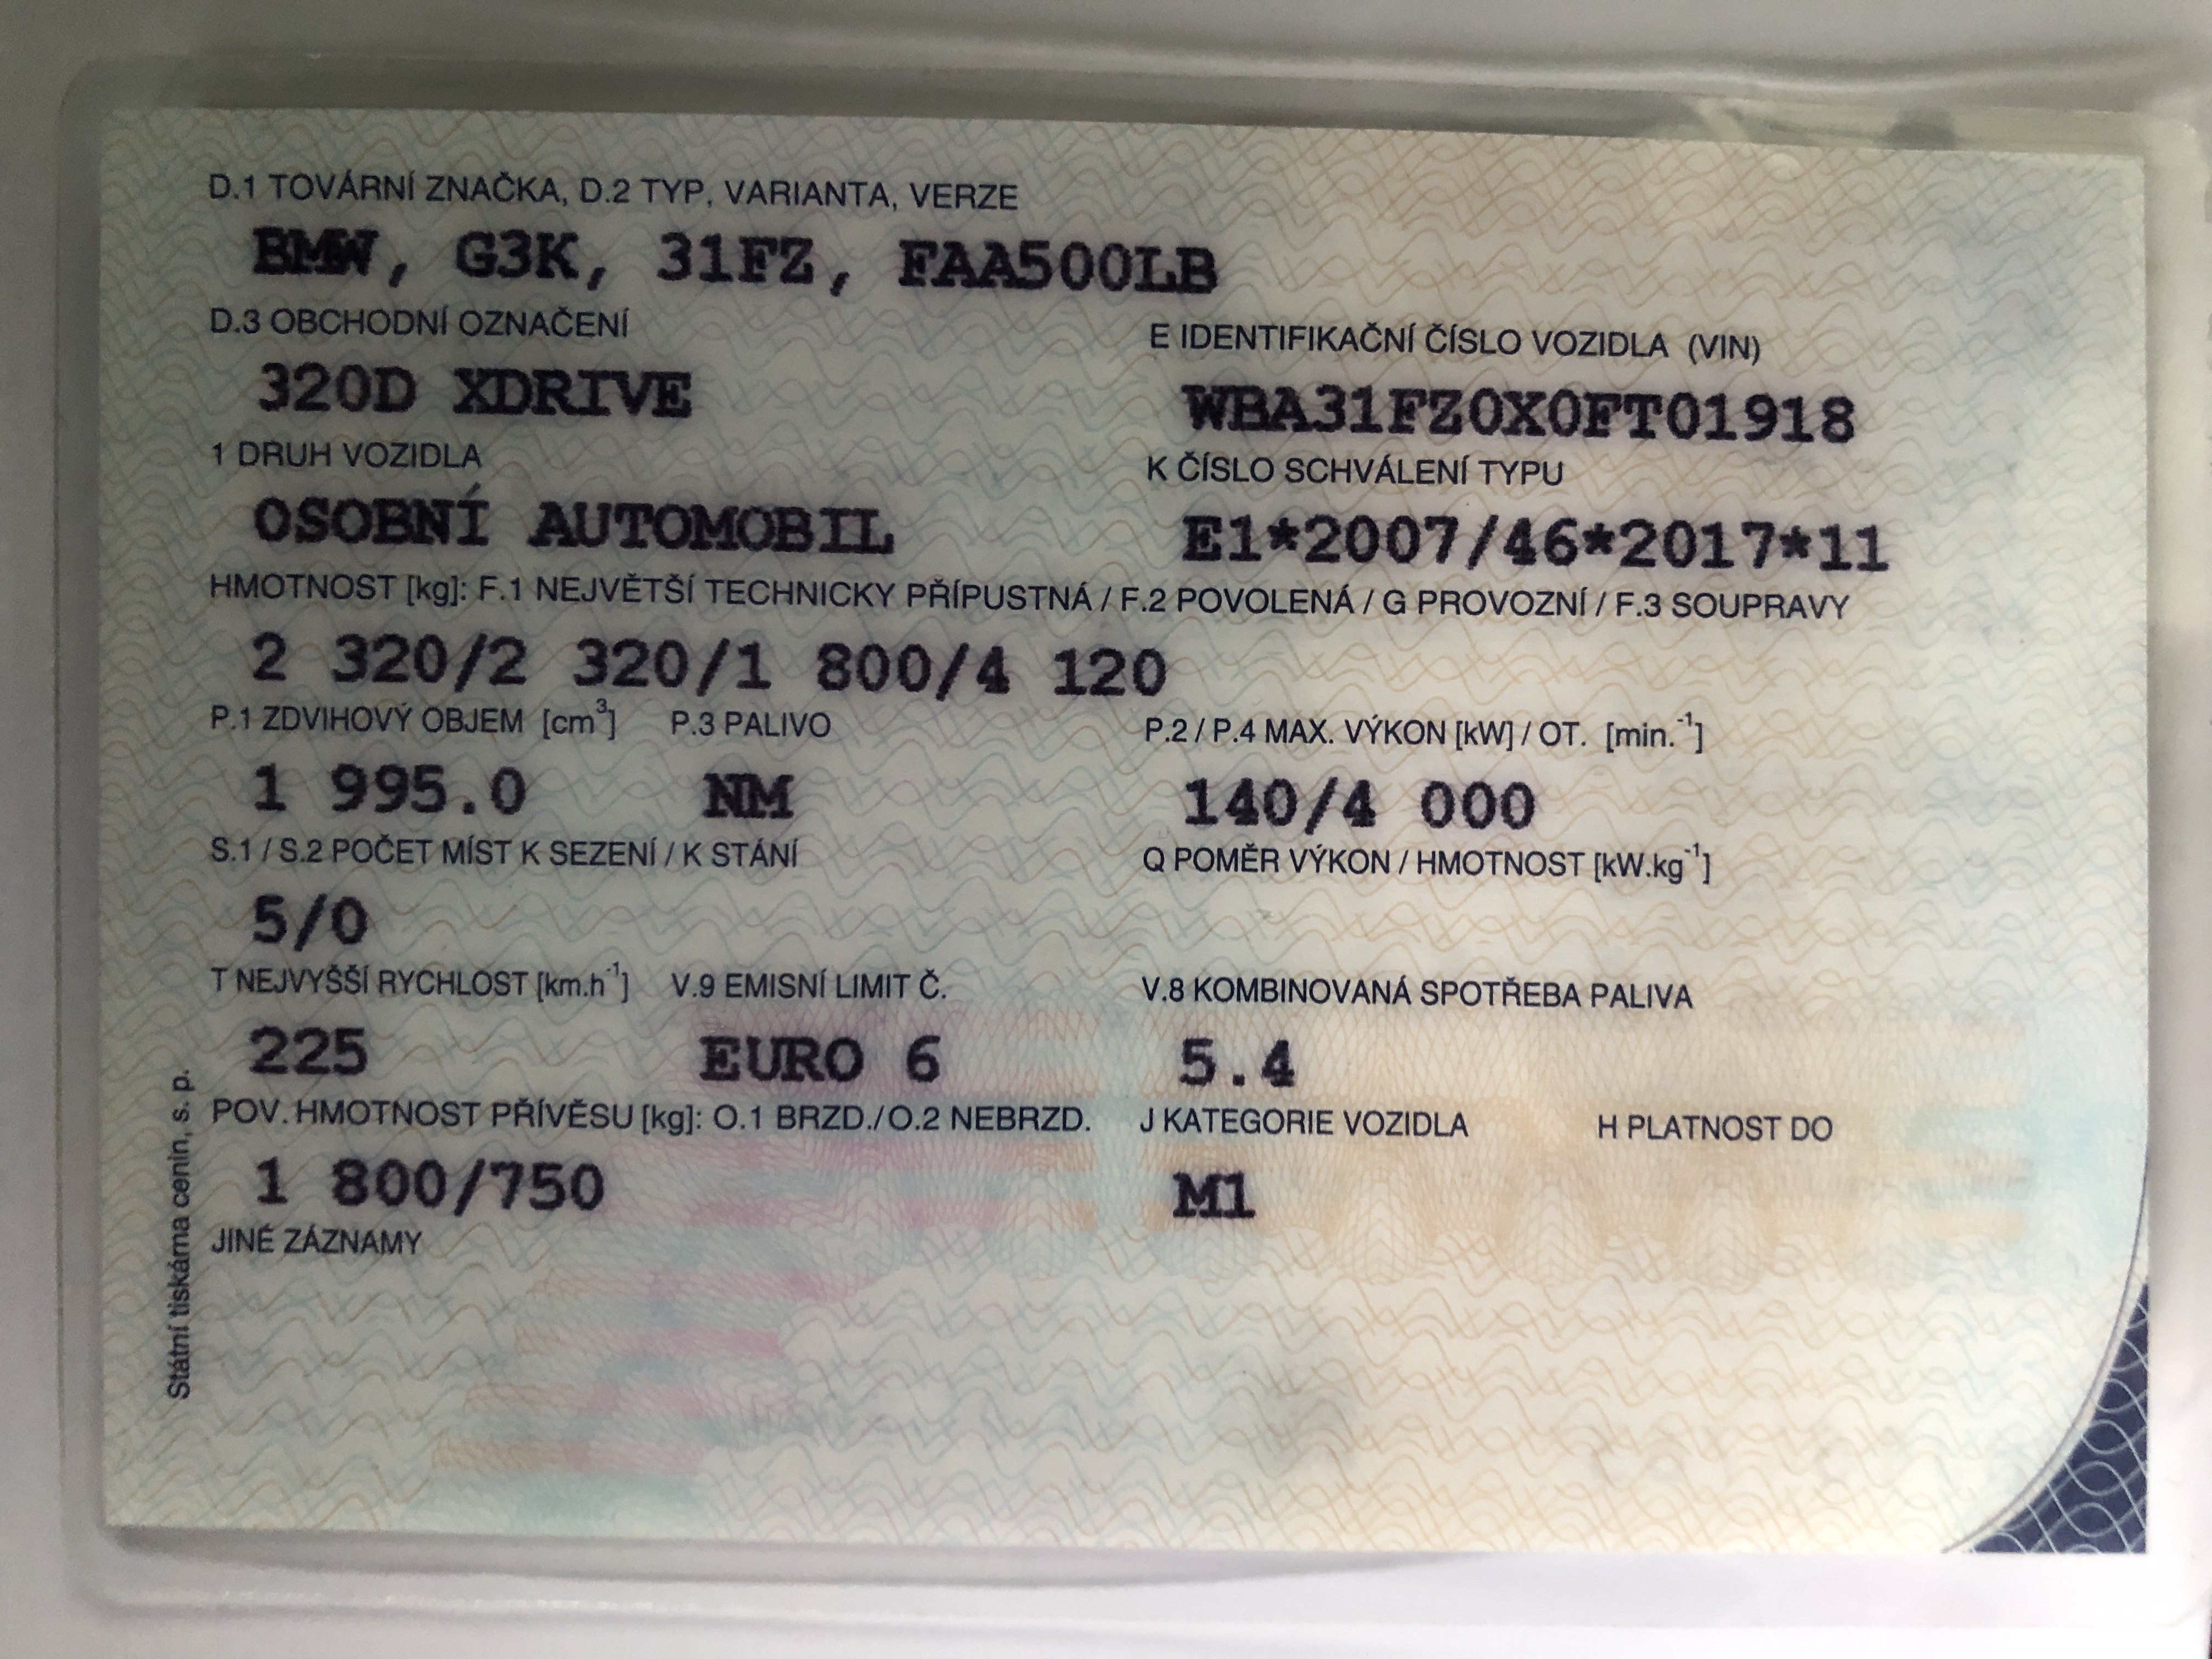 D.1 TOVÁRNÍ ZNAČKA, D.2 TYP, VARIANTA, VERZE
BMW, G3K, 31FZ, FAA500LB
D.3 OBCHODNÍ OZNAČENÍ E IDENTIFIKAČNÍ ČÍSLO VOZIDLA (VIN)
320D XDRIVE WBA31FZ0X0FT01918
1 DRUH VOZIDLA K ČÍSLO SCHVÁLENÍ TYPU
OSOBNÍ AUTOMOBIL E1*2007/46*2017*11
HMOTNOST [kg]: F.1 NEJVĚTŠÍ TECHNICKY PŘÍPUSTNÁ / F.2 POVOLENÁ / G PROVOZNÍ / F.3 SOUPRAVY
2 320/2 320/1 800/4 120
P.1 ZDVIHOVÝ OBJEM [cm³] P.3 PALIVO P.2 / P.4 MAX. VÝKON [kW] / OT. [min.⁻¹]
1 995.0 NM 140/4 000
S.1 / S.2 POČET MÍST K SEZENÍ / K STÁNÍ Q POMĚR VÝKON / HMOTNOST [kW.kg⁻¹]
5/0
T NEJVYŠŠÍ RYCHLOST [km.h⁻¹] V.9 EMISNÍ LIMIT Č. V.8 KOMBINOVANÁ SPOTŘEBA PALIVA
225 EURO 6 5.4
POV. HMOTNOST PŘÍVĚSU [kg]: O.1 BRZD./O.2 NEBRZD. J KATEGORIE VOZIDLA H PLATNOST DO
1 800/750 M1
JINÉ ZÁZNAMY
Státní tiskárna cenin, s. p.